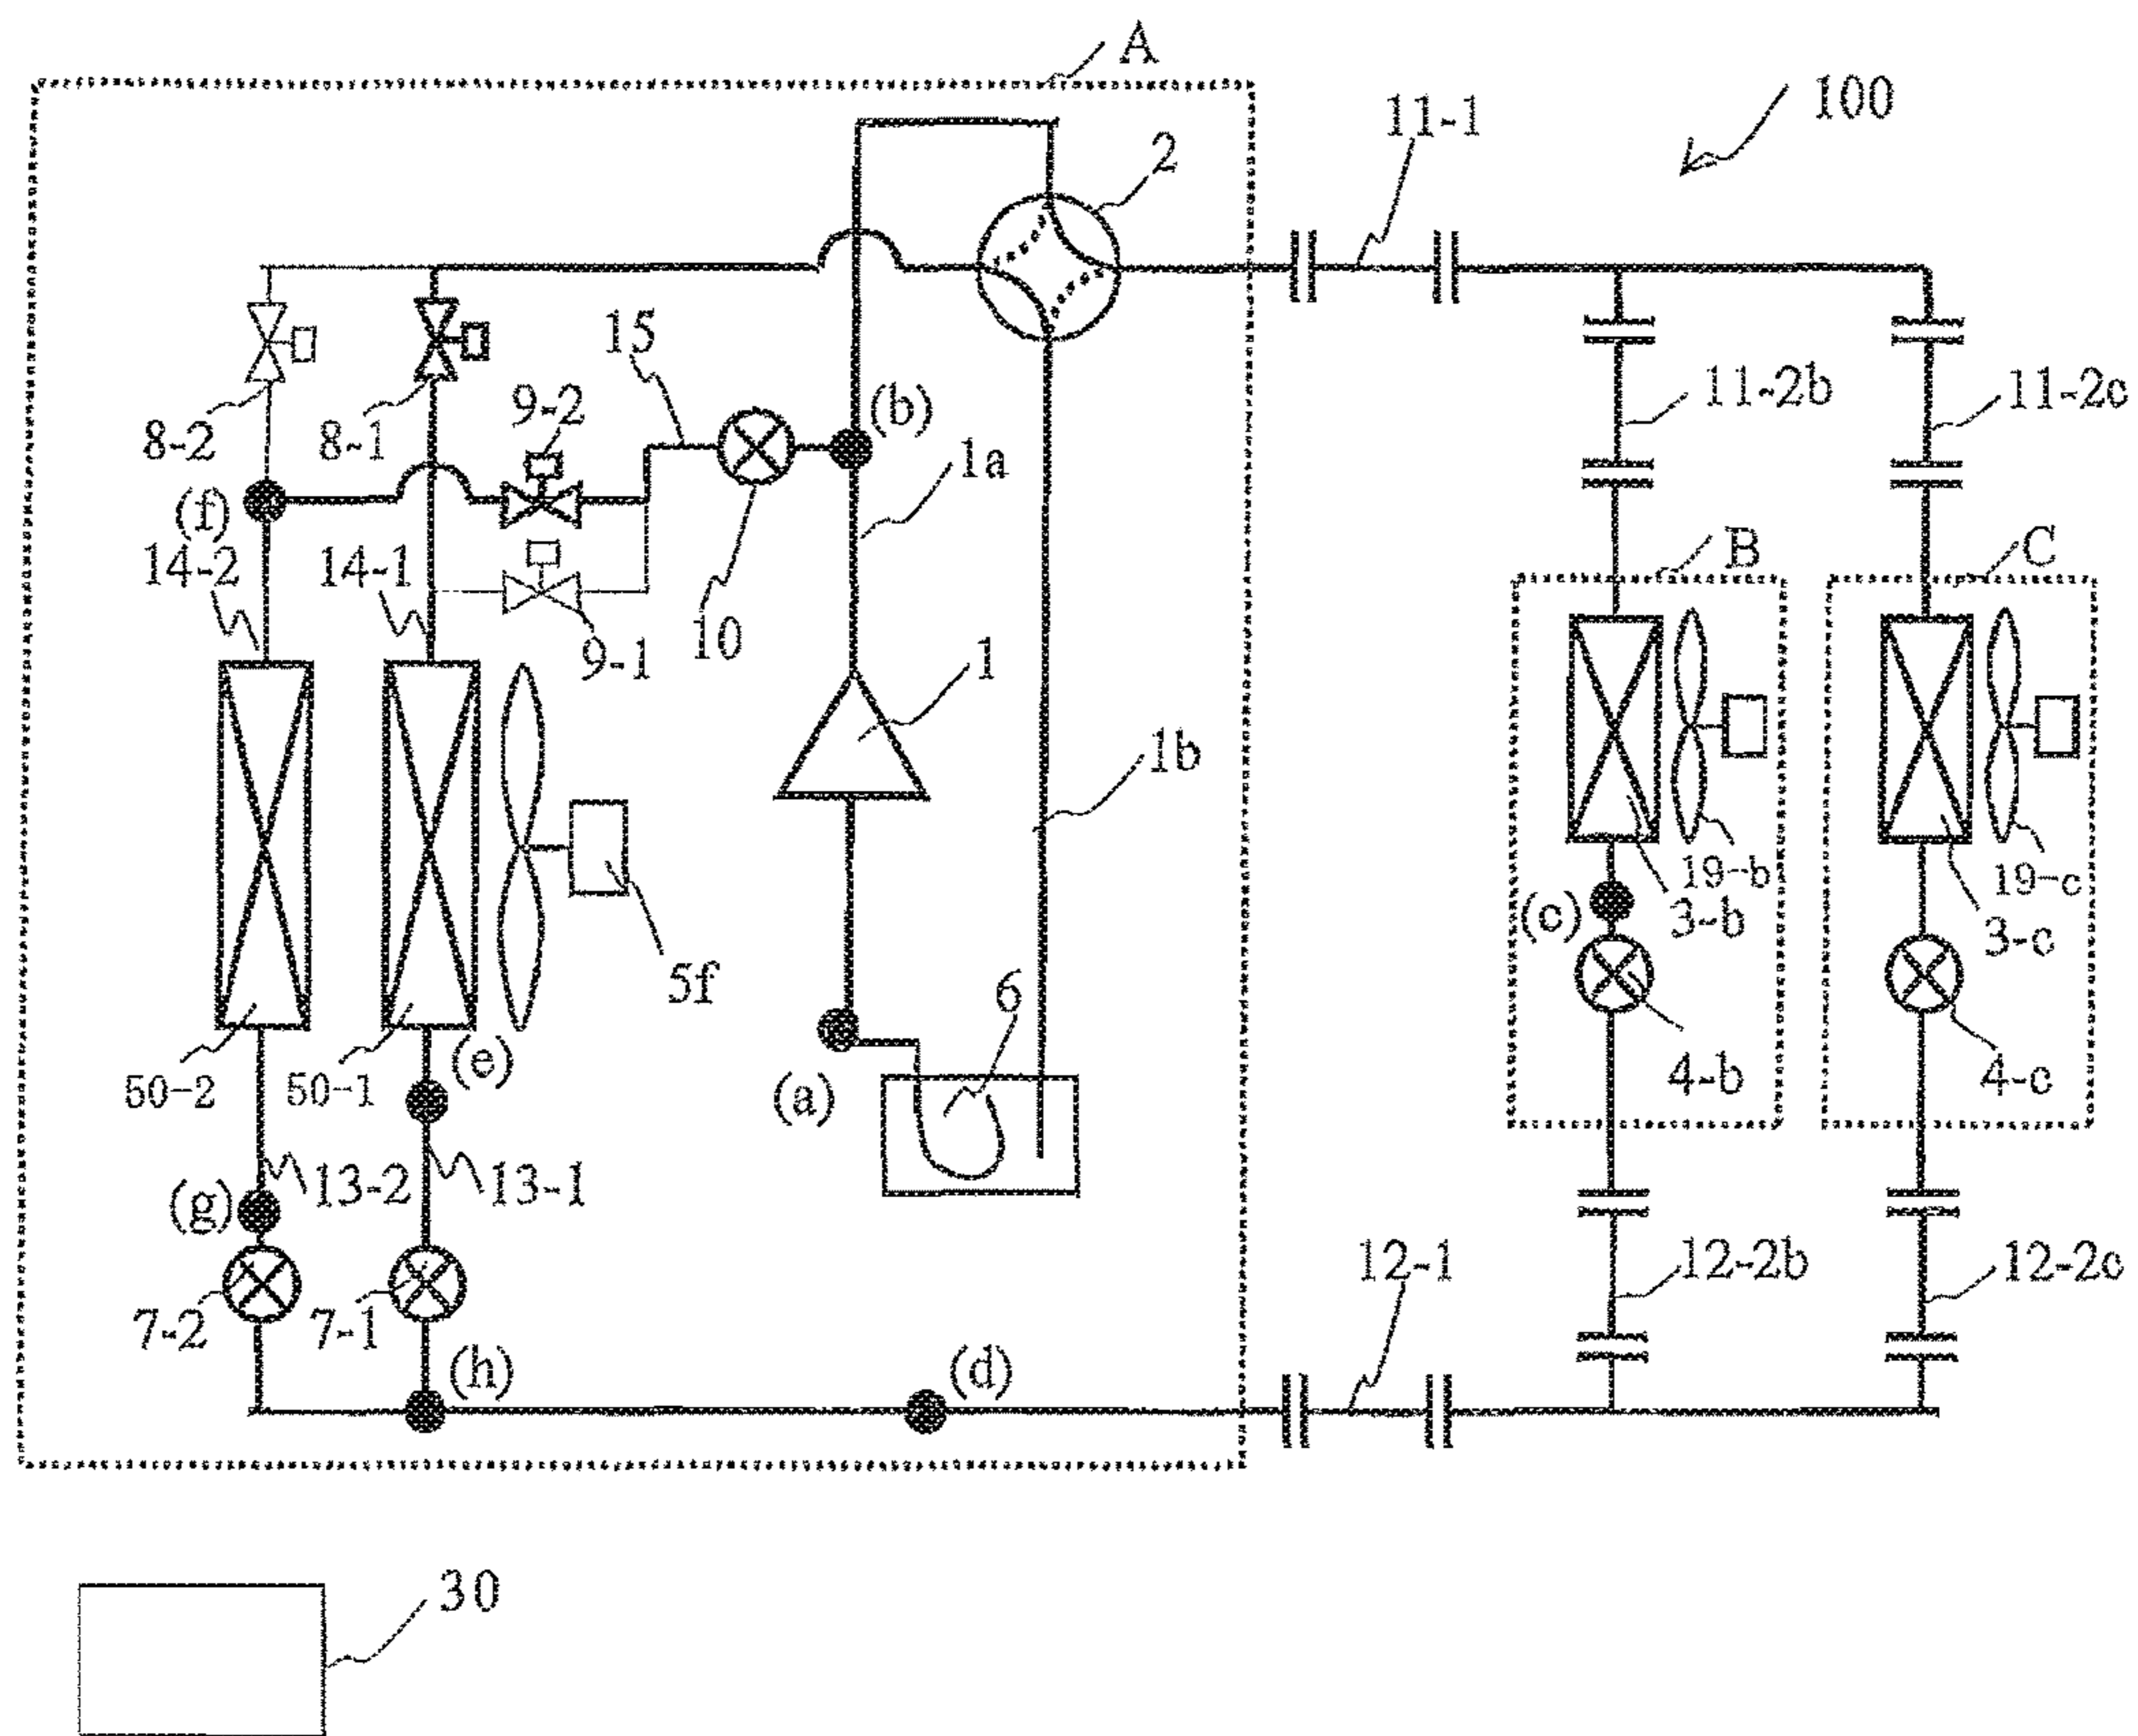 A
100
11-1
2
15
(b)
9-2
11-2b
11-2c
8-2
8-1
1a
(f)
14-2
14-1
B
C
10
9-1
1
1b
19-b
19-c
3-b
3-c
(c)
5f
6
(e)
50-2
50-1
(a)
4-b
4-c
13-2
13-1
(g)
12-1
12-2b
12-2c
7-2
7-1
(h)
(d)
30